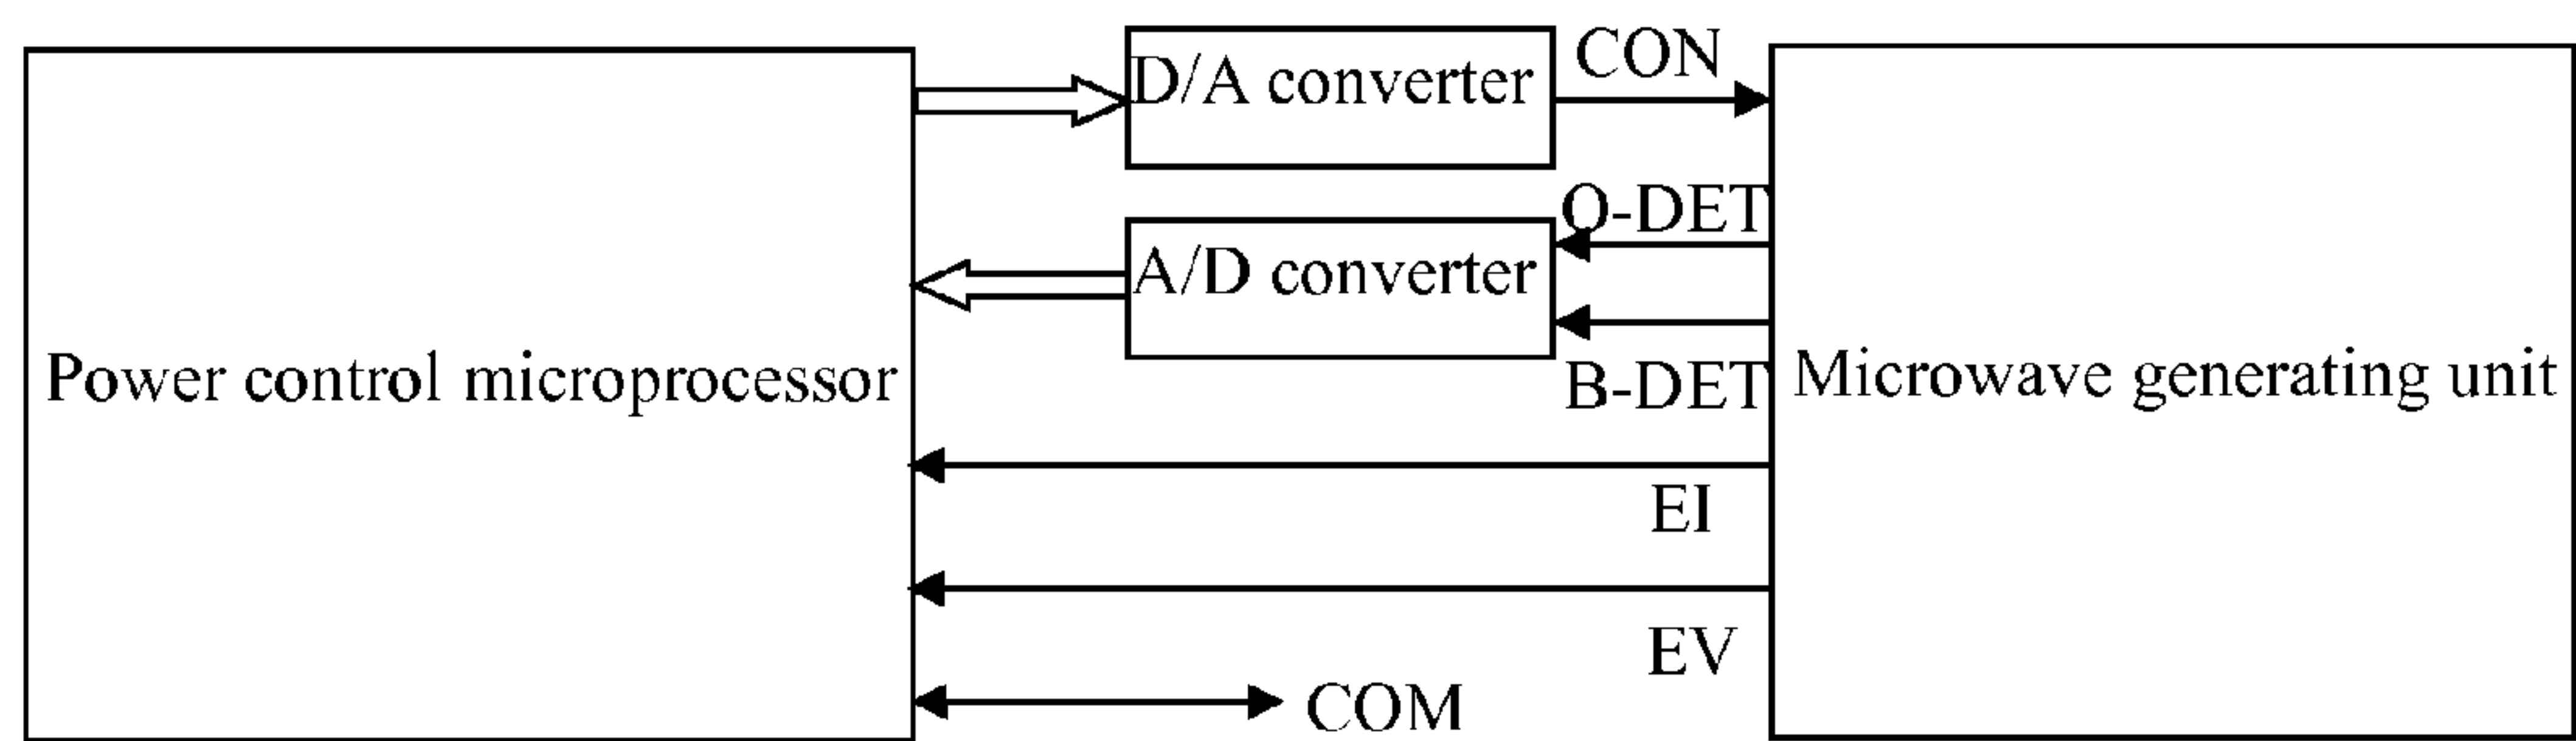 D/A converter
CON
O-DET
A/D converter
Power control microprocessor
B-DET
Microwave generating unit
EI
EV
COM